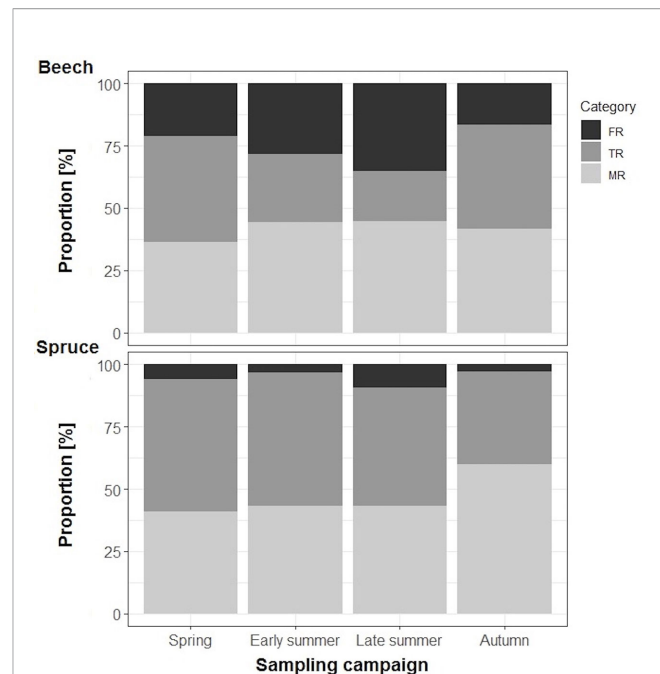 Beech
100
75
50
25
0
Proportion [%]
Category
FR
TR
MR
Spruce
100
75
50
25
0
Proportion [%]
Spring Early summer Late summer Autumn
Sampling campaign